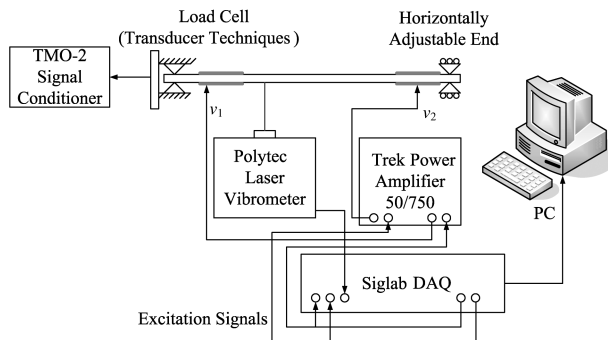 Load Cell
(Transducer Techniques )
Horizontally
Adjustable End
TMO-2
Signal
Conditioner
v1
v2
Polytec
Laser
Vibrometer
Trek Power
Amplifier
50/750
PC
Siglab DAQ
Excitation Signals